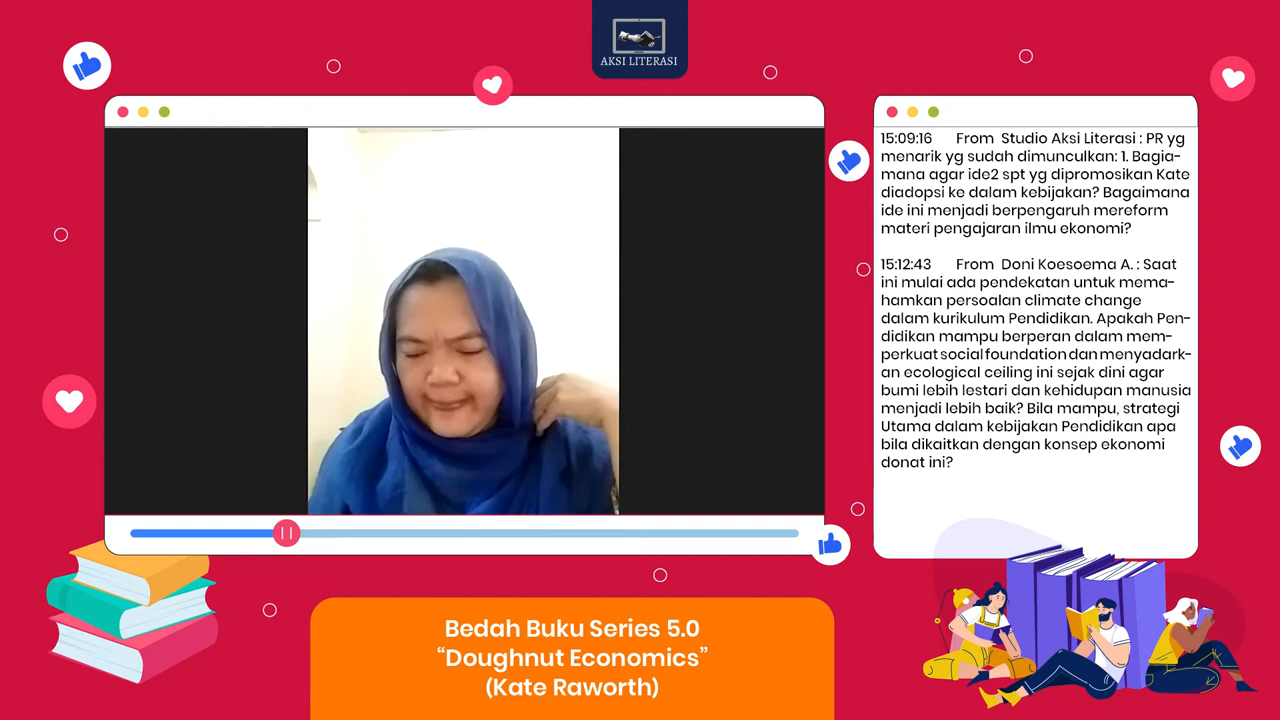 AKSI LITERASI
15:09:16 From Studio Aksi Literasi : PR yg
menarik yg sudah dimunculkan: 1. Bagia-
mana agar ide2 spt yg dipromosikan Kate
diadopsi ke dalam kebijakan? Bagaimana
ide ini menjadi berpengaruh mereform
materi pengajaran ilmu ekonomi?
15:12:43 From Doni Koesoema A. : Saat
ini mulai ada pendekatan untuk mema-
hamkan persoalan climate change
dalam kurikulum Pendidikan. Apakah Pen-
didikan mampu berperan dalam mem-
perkuat social foundation dan menyadark-
an ecological ceiling ini sejak dini agar
bumi lebih lestari dan kehidupan manusia
menjadi lebih baik? Bila mampu, strategi
Utama dalam kebijakan Pendidikan apa
bila dikaitkan dengan konsep ekonomi
donat ini?
Bedah Buku Series 5.0
“Doughnut Economics”
(Kate Raworth)